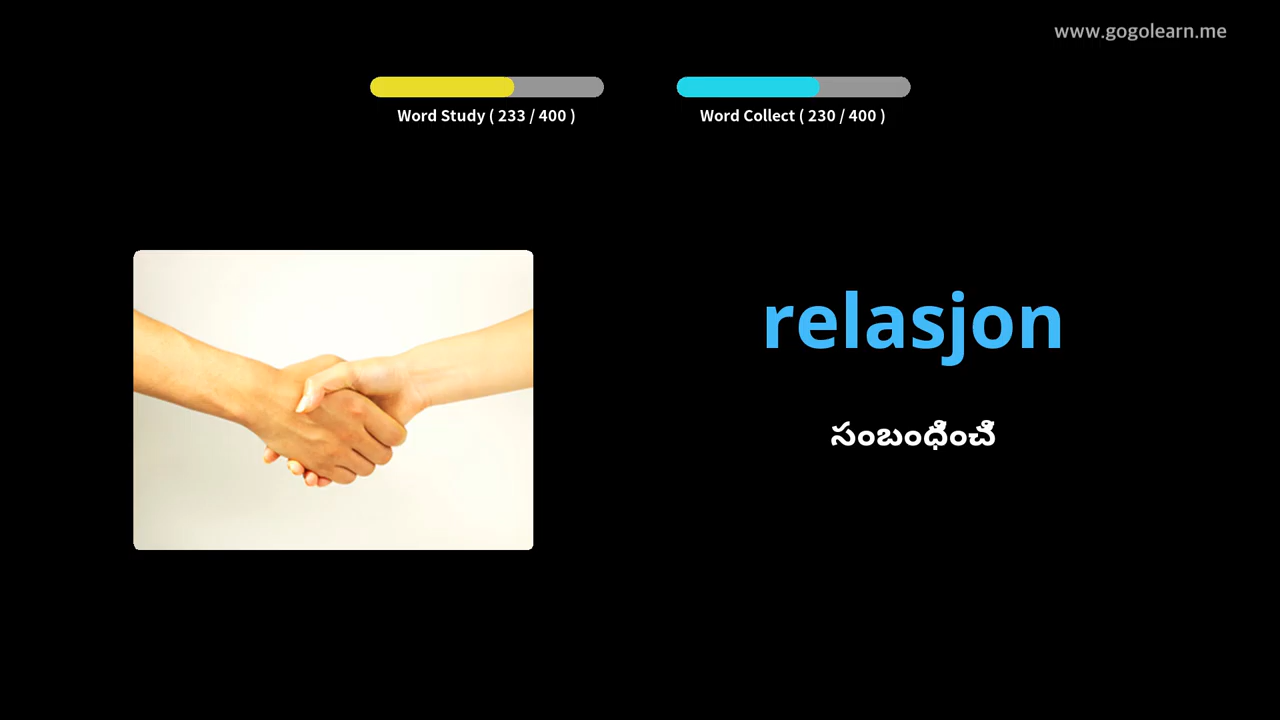 www.gogolearn.me
Word Study ( 233 / 400 )
Word Collect ( 230 / 400 )
relasjon
సంబంధించి